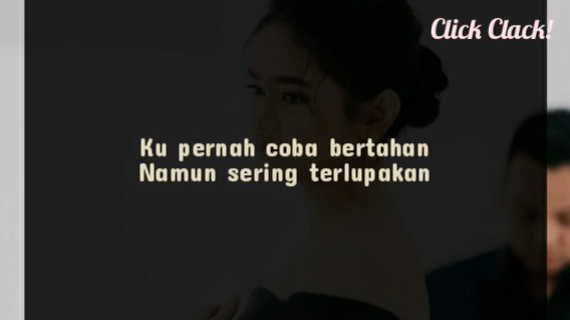 Click Clack!
Ku pernah coba bertahan
Namun sering terlupakan